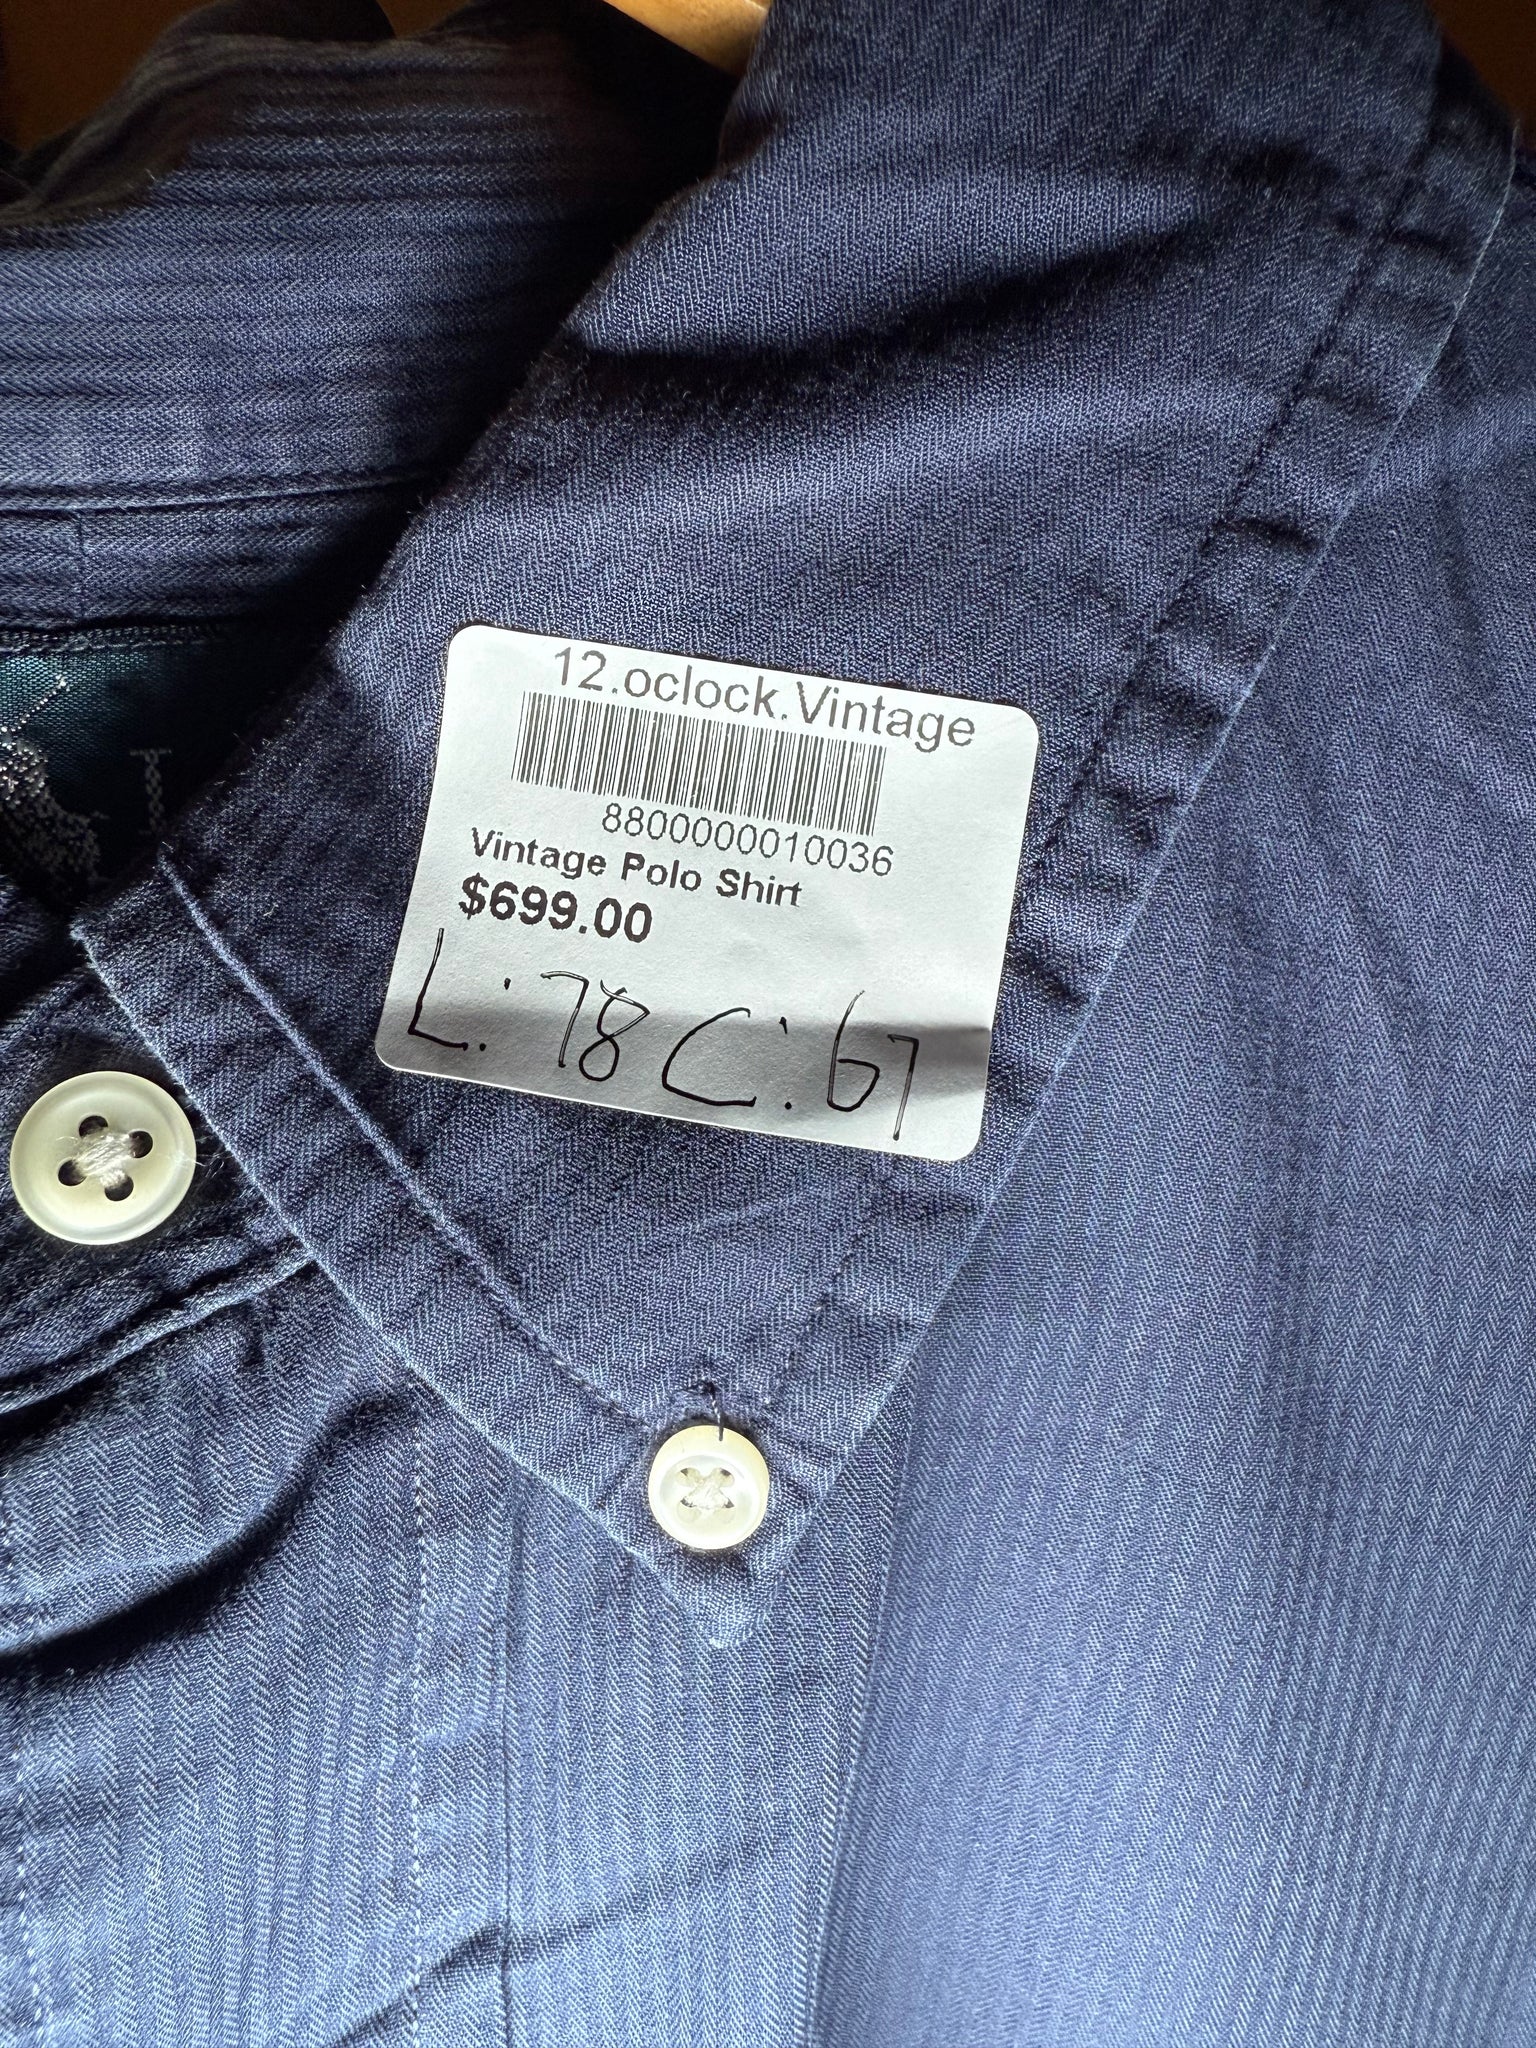 12.oclock.Vintage
8800000010036
Vintage Polo Shirt
$699.00
L: 78 C: 67